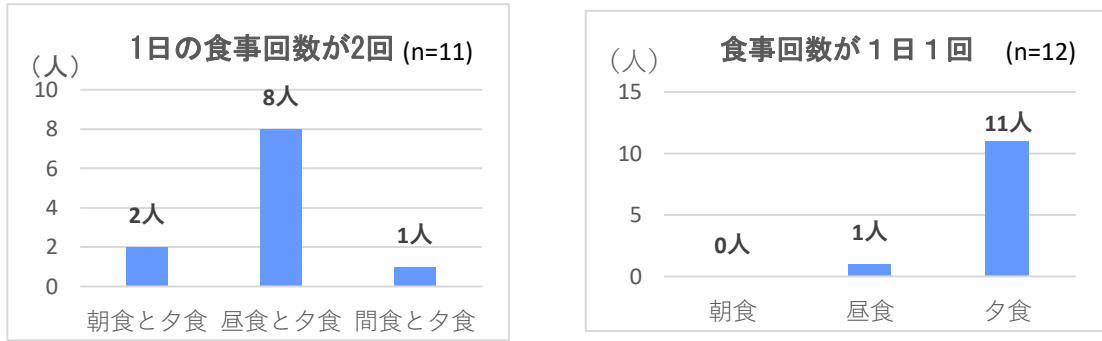 1日の食事回数が2回 (n=11)
（人）
10
8
6
4
2
0
2人
8人
1人
朝食と夕食 昼食と夕食 間食と夕食
食事回数が１日１回 (n=12)
（人）
15
10
5
0
0人
1人
11人
朝食 昼食 夕食